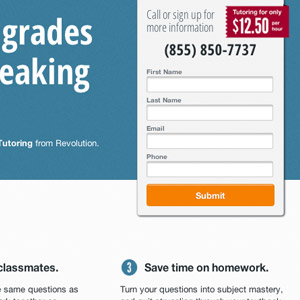 grades
eaking
Tutoring from Revolution.
Call or sign up for
more information
Tutoring for only
$12.50 per hour
(855) 850-7737
First Name
Last Name
Email
Phone
Submit
classmates.
e same questions as
3 Save time on homework.
Turn your questions into subject mastery,